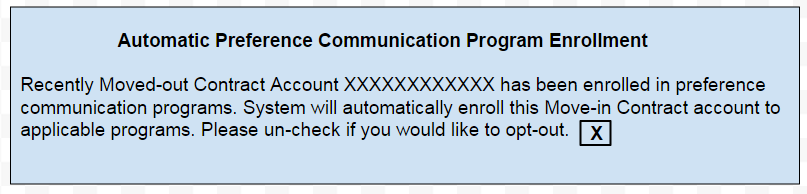 Automatic Preference Communication Program Enrollment
Recently Moved-out Contract Account XXXXXXXXXXXX has been enrolled in preference
communication programs. System will automatically enroll this Move-in Contract account to
applicable programs. Please un-check if you would like to opt-out. X